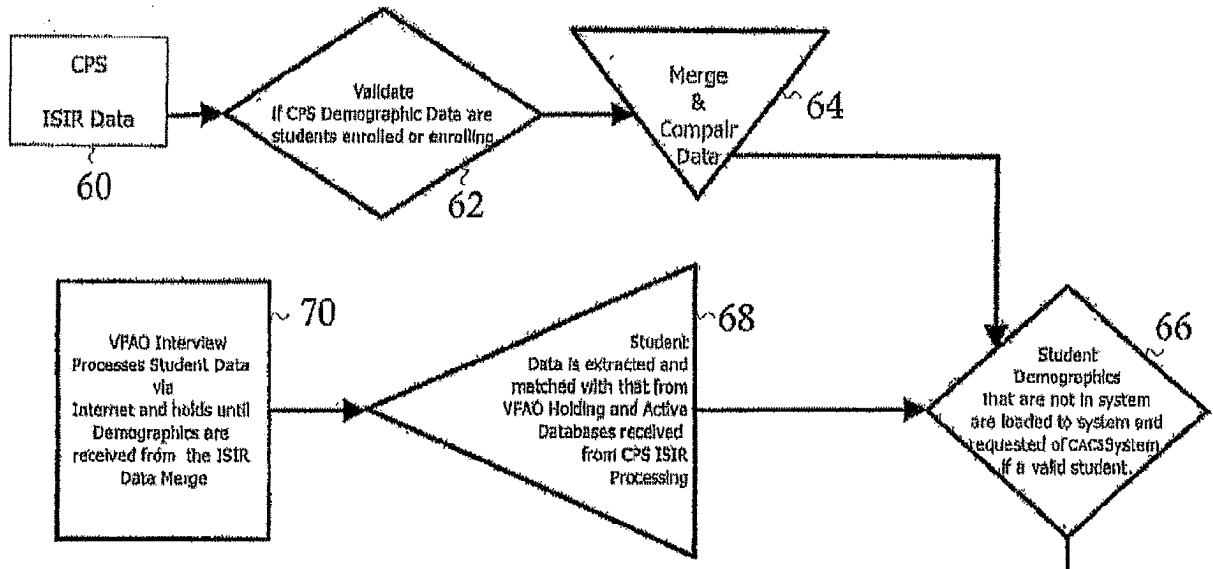 CPS
ISIR Data
60
Validate
If CPS Demographic Data are
students enrolled or enrolling.
62
Merge
&
Compair
Data
64
VFAO Interview
Processes Student Data
via
Internet and holds until
Demographics are
received from the ISIR
Data Merge
70
Student
Data is extracted and
matched with that from
VFAO Holding and Active
Databases received
from CPS ISIR
Processing
68
Student
Demographics
that are not in system
are loaded to system and
requested of CACSSystem
if a valid student.
66